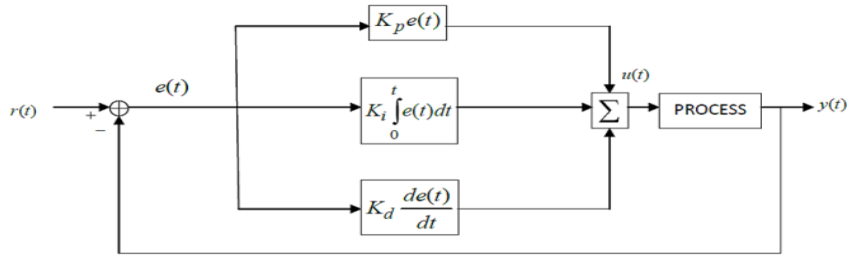 K_p e(t)
e(t)
u(t)
r(t)
+
−
K_i ∫_0^t e(t)dt
∑
PROCESS
y(t)
K_d de(t)/dt